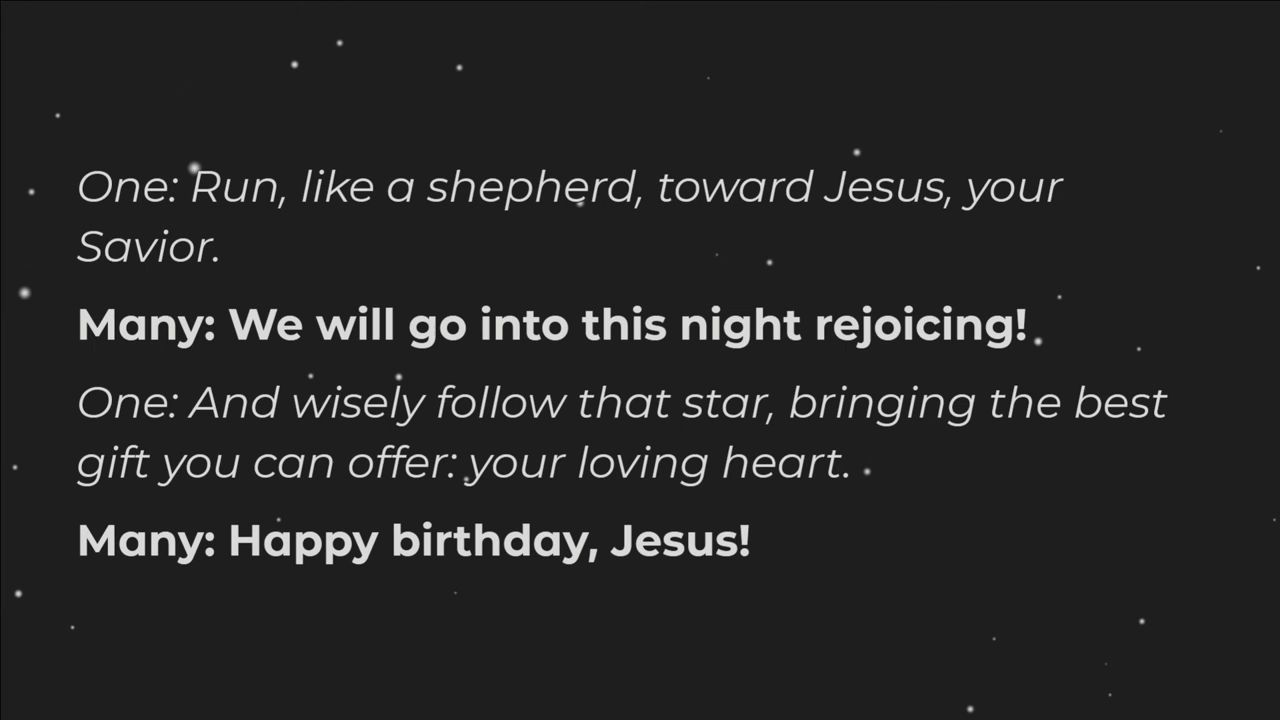 One: Run, like a shepherd, toward Jesus, your
Savior.
Many: We will go into this night rejoicing!
One: And wisely follow that star, bringing the best
gift you can offer: your loving heart.
Many: Happy birthday, Jesus!